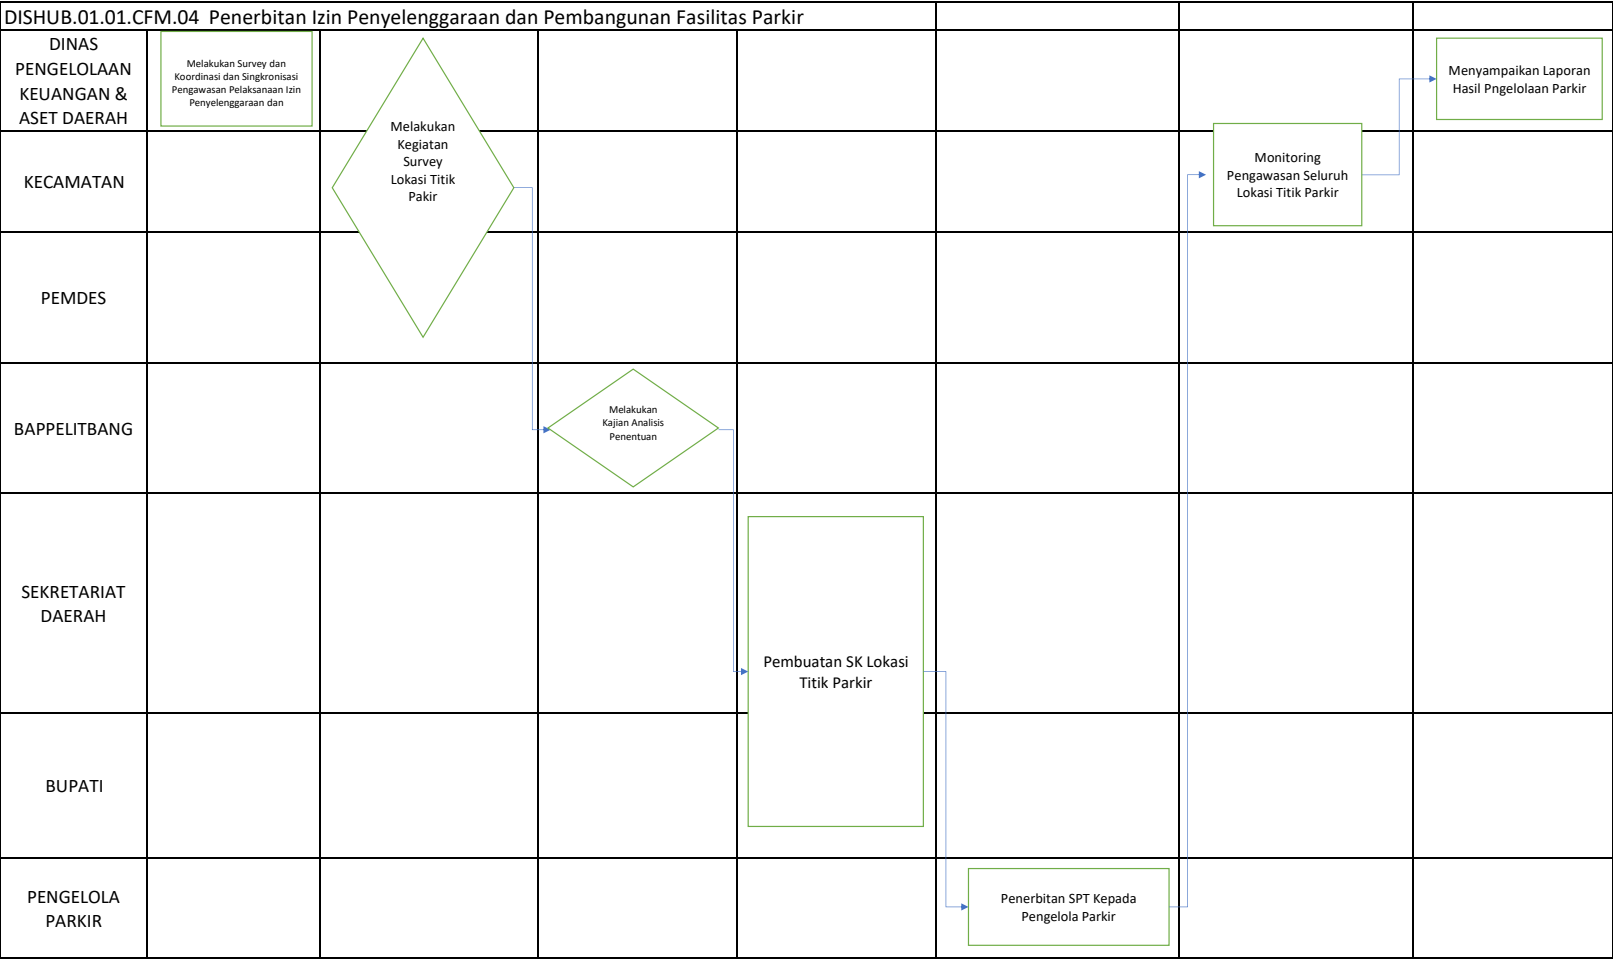 DISHUB.01.01.CFM.04  Penerbitan Izin Penyelenggaraan dan Pembangunan Fasilitas Parkir
DINAS
PENGELOLAAN
KEUANGAN &
ASET DAERAH
Melakukan Survey dan
Koordinasi dan Singkronisasi
Pengawasan Pelaksanaan Izin
Penyelenggaraan dan
Melakukan
Kegiatan
Survey
Lokasi Titik
Pakir
Menyampaikan Laporan
Hasil Pngelolaan Parkir
KECAMATAN
Monitoring
Pengawasan Seluruh
Lokasi Titik Parkir
PEMDES
BAPPELITBANG
Melakukan
Kajian Analisis
Penentuan
SEKRETARIAT
DAERAH
Pembuatan SK Lokasi
Titik Parkir
BUPATI
PENGELOLA
PARKIR
Penerbitan SPT Kepada
Pengelola Parkir